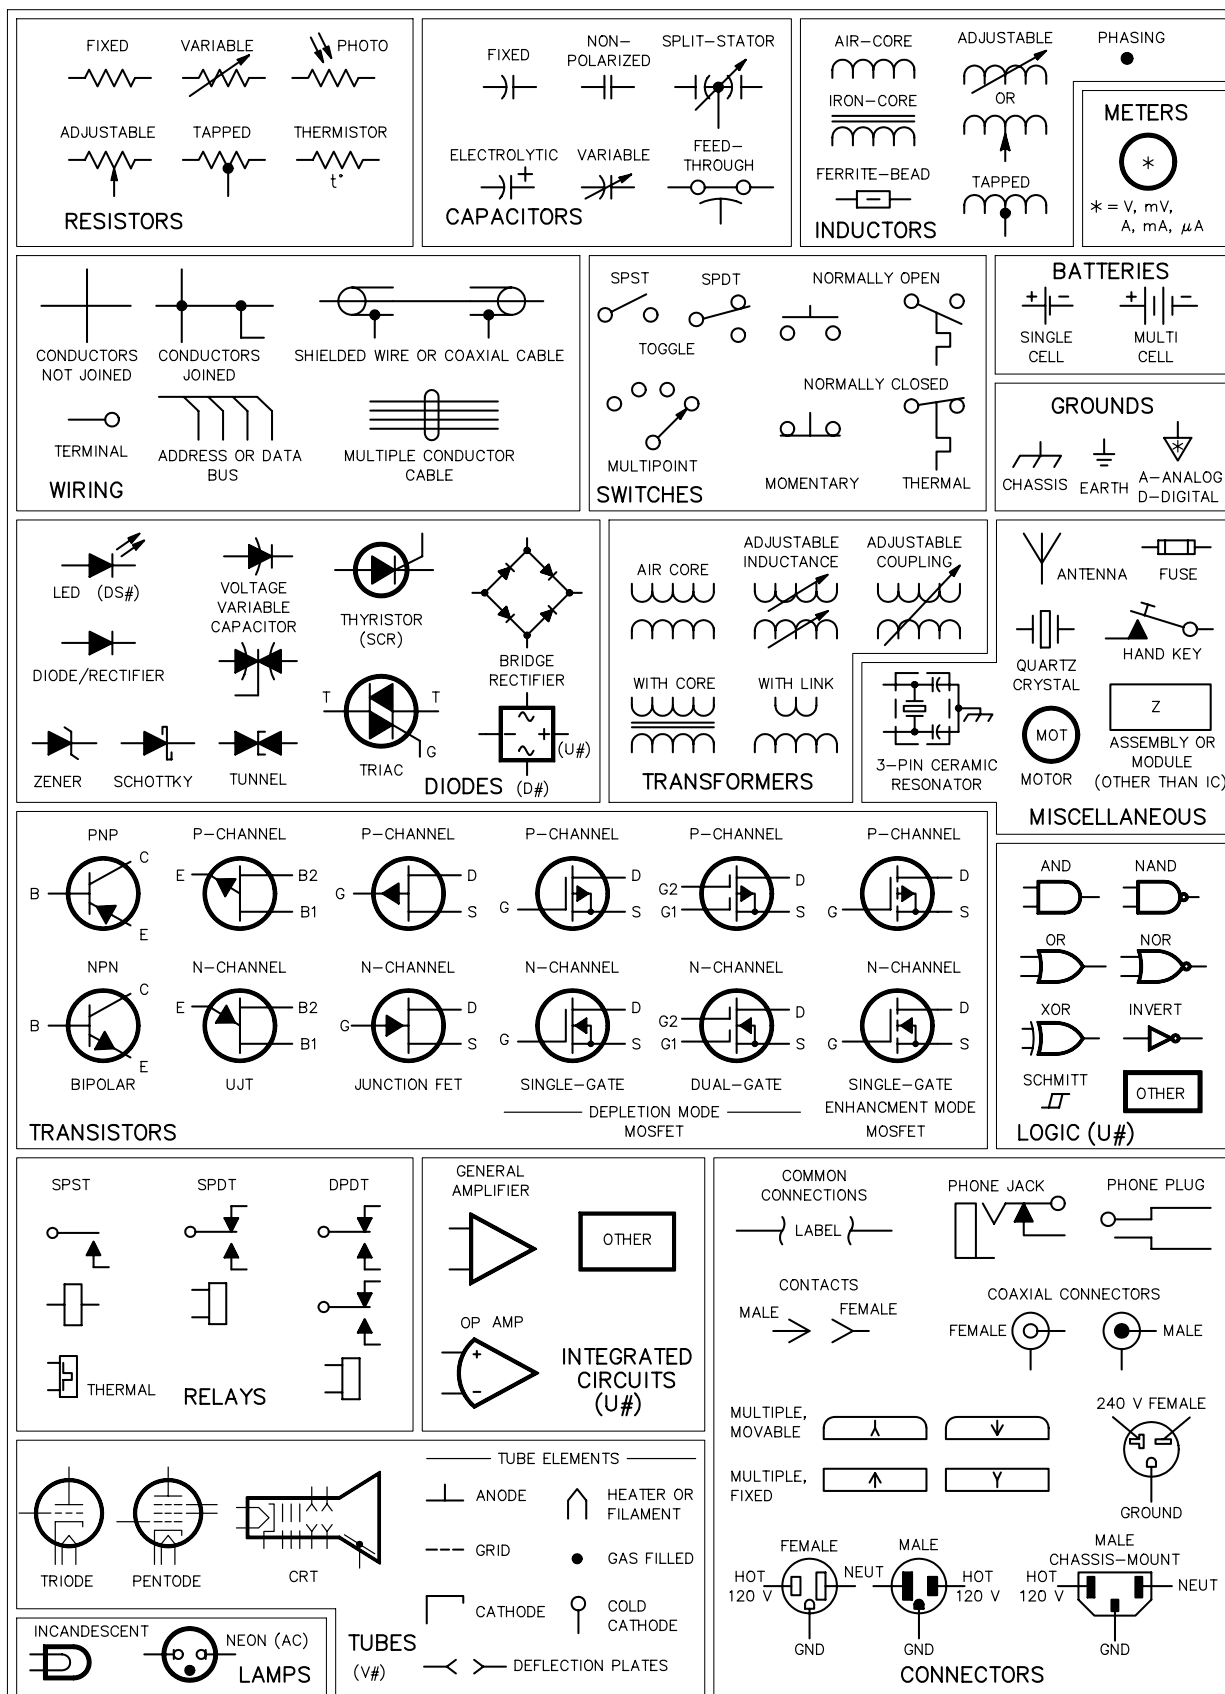 FIXED
VARIABLE
PHOTO
ADJUSTABLE
TAPPED
THERMISTOR
t°
RESISTORS
FIXED
NON-
POLARIZED
SPLIT-STATOR
ELECTROLYTIC
+
VARIABLE
FEED-
THROUGH
CAPACITORS
AIR-CORE
ADJUSTABLE
PHASING
OR
IRON-CORE
FERRITE-BEAD
TAPPED
INDUCTORS
METERS
*
* = V, mV,
A, mA, μA
CONDUCTORS
NOT JOINED
CONDUCTORS
JOINED
SHIELDED WIRE OR COAXIAL CABLE
TERMINAL
ADDRESS OR DATA
BUS
MULTIPLE CONDUCTOR
CABLE
WIRING
SPST
SPDT
NORMALLY OPEN
TOGGLE
NORMALLY CLOSED
MULTIPOINT
MOMENTARY
THERMAL
SWITCHES
BATTERIES
+ −
+ −
SINGLE
CELL
MULTI
CELL
GROUNDS
*
CHASSIS
EARTH
A-ANALOG
D-DIGITAL
LED (DS#)
VOLTAGE
VARIABLE
CAPACITOR
THYRISTOR
(SCR)
DIODE/RECTIFIER
BRIDGE
RECTIFIER
T T
G
− ~ + ~
(U#)
ZENER
SCHOTTKY
TUNNEL
TRIAC
DIODES (D#)
AIR CORE
ADJUSTABLE
INDUCTANCE
ADJUSTABLE
COUPLING
WITH CORE
WITH LINK
TRANSFORMERS
ANTENNA
FUSE
QUARTZ
CRYSTAL
HAND KEY
MOT
MOTOR
Z
ASSEMBLY OR
MODULE
(OTHER THAN IC)
3-PIN CERAMIC
RESONATOR
MISCELLANEOUS
PNP
P-CHANNEL
P-CHANNEL
P-CHANNEL
P-CHANNEL
P-CHANNEL
B C E
E B2 B1
G D S
G D S
G2 G1 D S
G D S
NPN
N-CHANNEL
N-CHANNEL
N-CHANNEL
N-CHANNEL
N-CHANNEL
B C E
E B2 B1
G D S
G D S
G2 G1 D S
G D S
BIPOLAR
UJT
JUNCTION FET
SINGLE-GATE
DUAL-GATE
SINGLE-GATE
DEPLETION MODE
MOSFET
ENHANCMENT MODE
MOSFET
TRANSISTORS
AND
NAND
OR
NOR
XOR
INVERT
SCHMITT
OTHER
LOGIC (U#)
SPST
SPDT
DPDT
THERMAL
RELAYS
GENERAL
AMPLIFIER
OTHER
OP AMP
+
−
INTEGRATED
CIRCUITS
(U#)
COMMON
CONNECTIONS
LABEL
PHONE JACK
PHONE PLUG
CONTACTS
MALE
FEMALE
COAXIAL CONNECTORS
FEMALE
MALE
MULTIPLE,
MOVABLE
240 V FEMALE
MULTIPLE,
FIXED
GROUND
FEMALE
HOT
120 V
NEUT
GND
MALE
HOT
120 V
GND
MALE
CHASSIS-MOUNT
HOT
120 V
NEUT
GND
CONNECTORS
TRIODE
PENTODE
CRT
TUBE ELEMENTS
ANODE
HEATER OR
FILAMENT
GRID
GAS FILLED
CATHODE
COLD
CATHODE
DEFLECTION PLATES
TUBES
(V#)
INCANDESCENT
NEON (AC)
LAMPS